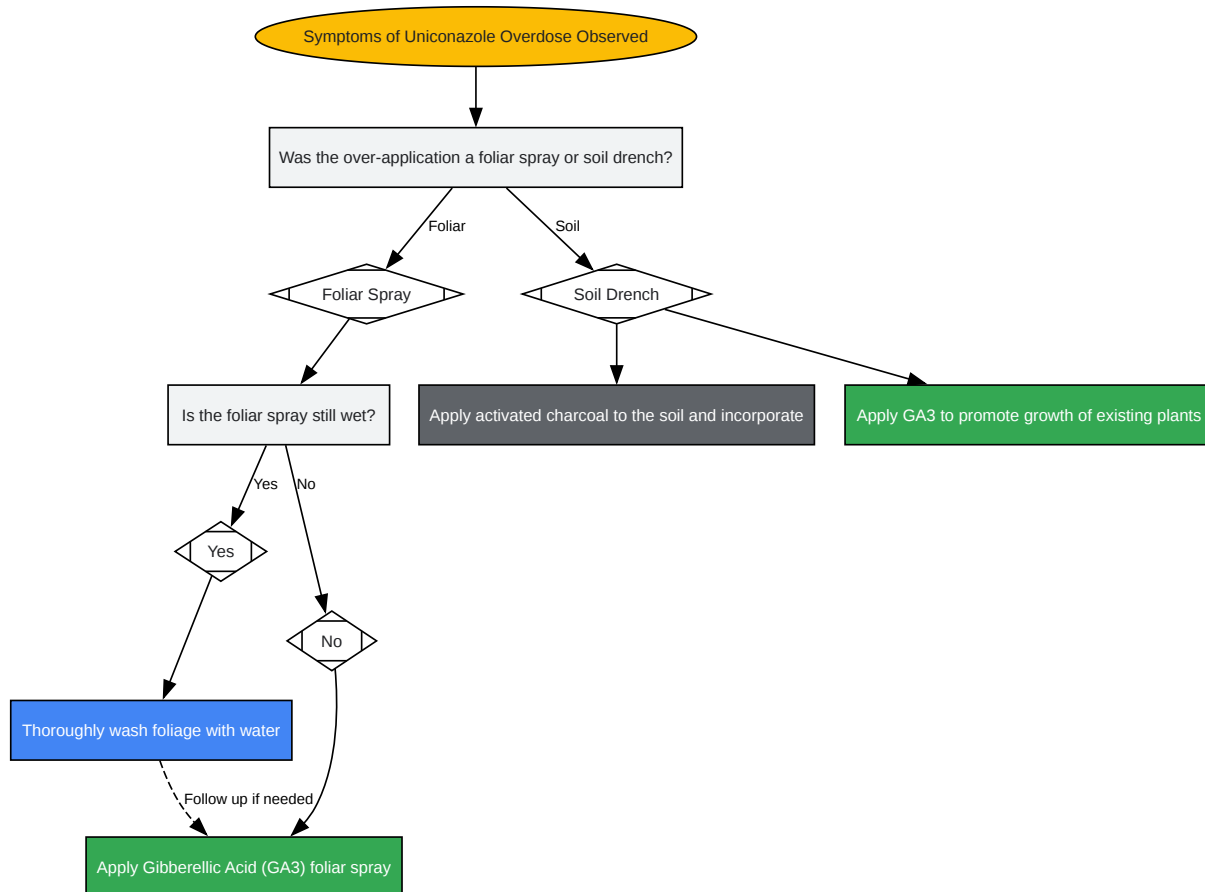 Symptoms of Uniconazole Overdose Observed
Was the over-application a foliar spray or soil drench?
Foliar
Soil
Foliar Spray
Soil Drench
Is the foliar spray still wet?
Apply activated charcoal to the soil and incorporate
Apply GA3 to promote growth of existing plants
Yes
No
Yes
No
Thoroughly wash foliage with water
Follow up if needed
Apply Gibberellic Acid (GA3) foliar spray